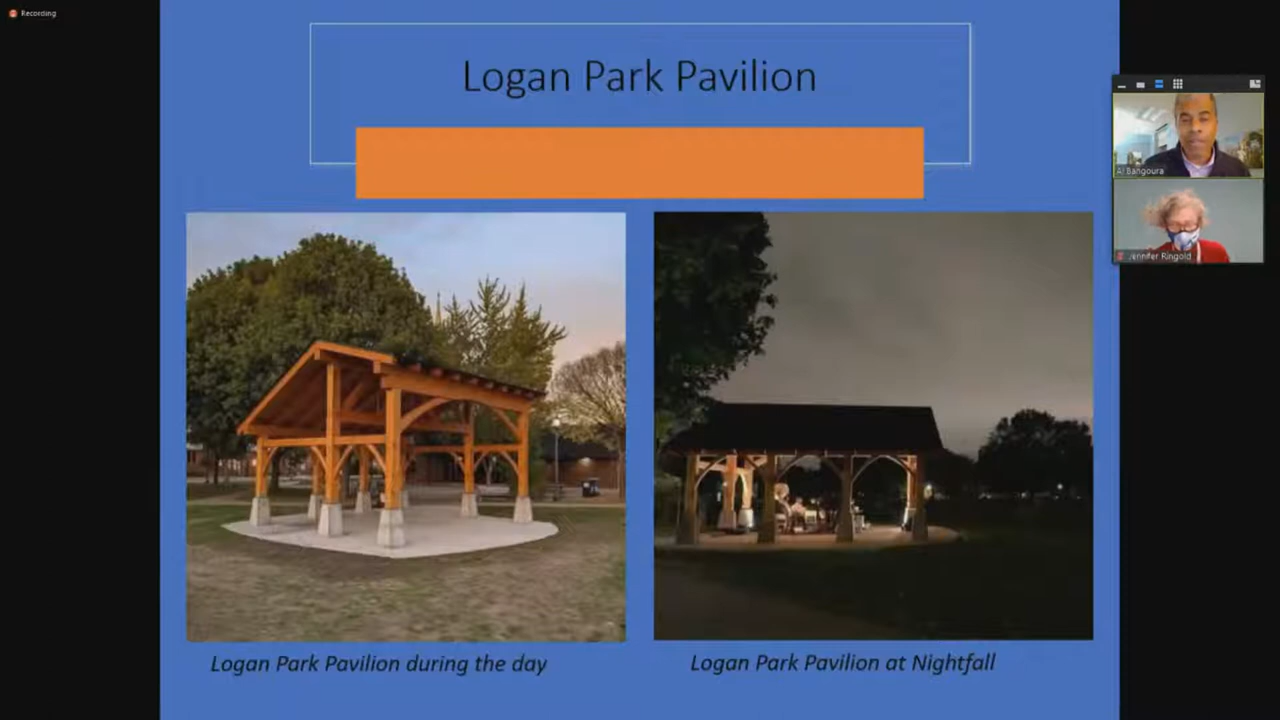 Recording
Logan Park Pavilion
Al Bangoura
Jennifer Ringold
Logan Park Pavilion during the day
Logan Park Pavilion at Nightfall